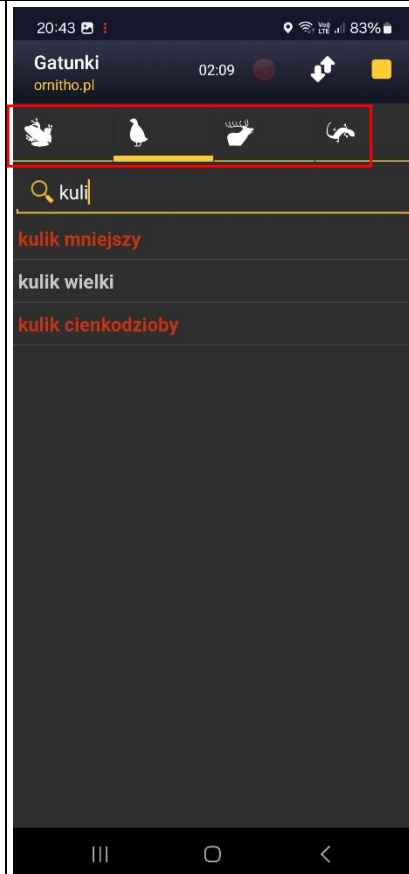 20:43 83%
Gatunki
ornitho.pl
02:09
kuli
kulik mniejszy
kulik wielki
kulik cienkodzioby